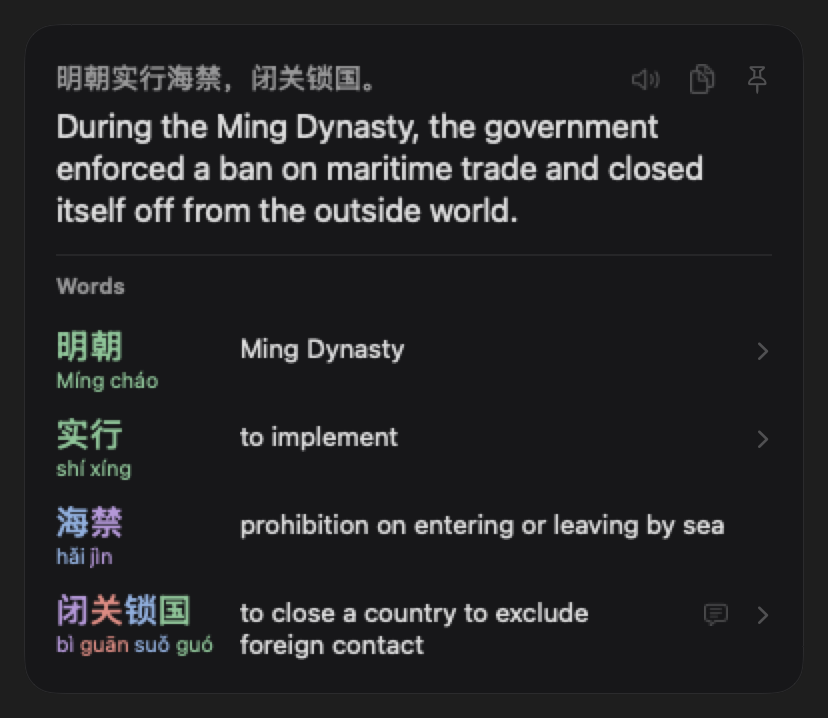 明朝实行海禁，闭关锁国。
During the Ming Dynasty, the government
enforced a ban on maritime trade and closed
itself off from the outside world.
Words
明朝 Ming Dynasty
Míng cháo
实行 to implement
shí xíng
海禁 prohibition on entering or leaving by sea
hǎi jìn
闭关锁国 to close a country to exclude
bì guān suǒ guó foreign contact